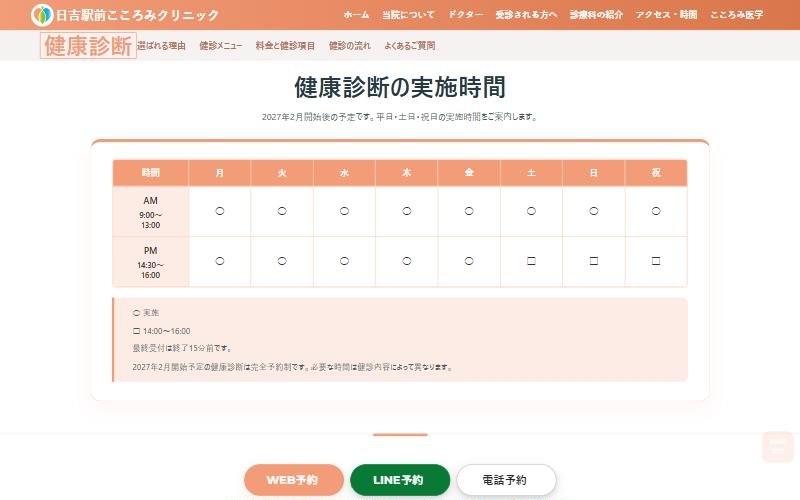 日吉駅前こころみクリニック
ホーム 当院について ドクター 受診される方へ 診療科の紹介 アクセス・時間 こころみ医学
健康診断 選ばれる理由 健診メニュー 料金と健診項目 健診の流れ よくあるご質問
健康診断の実施時間
2027年2月開始後の予定です。平日・土日・祝日の実施時間をご案内します。
時間 月 火 水 木 金 土 日 祝
AM
9:00～
13:00
○ ○ ○ ○ ○ ○ ○ ○
PM
14:30～
16:00
○ ○ ○ ○ ○ □ □ □
○ 実施
□ 14:00～16:00
最終受付は終了15分前です。
2027年2月開始予定の健康診断は完全予約制です。必要な時間は健診内容によって異なります。
WEB予約 LINE予約 電話予約